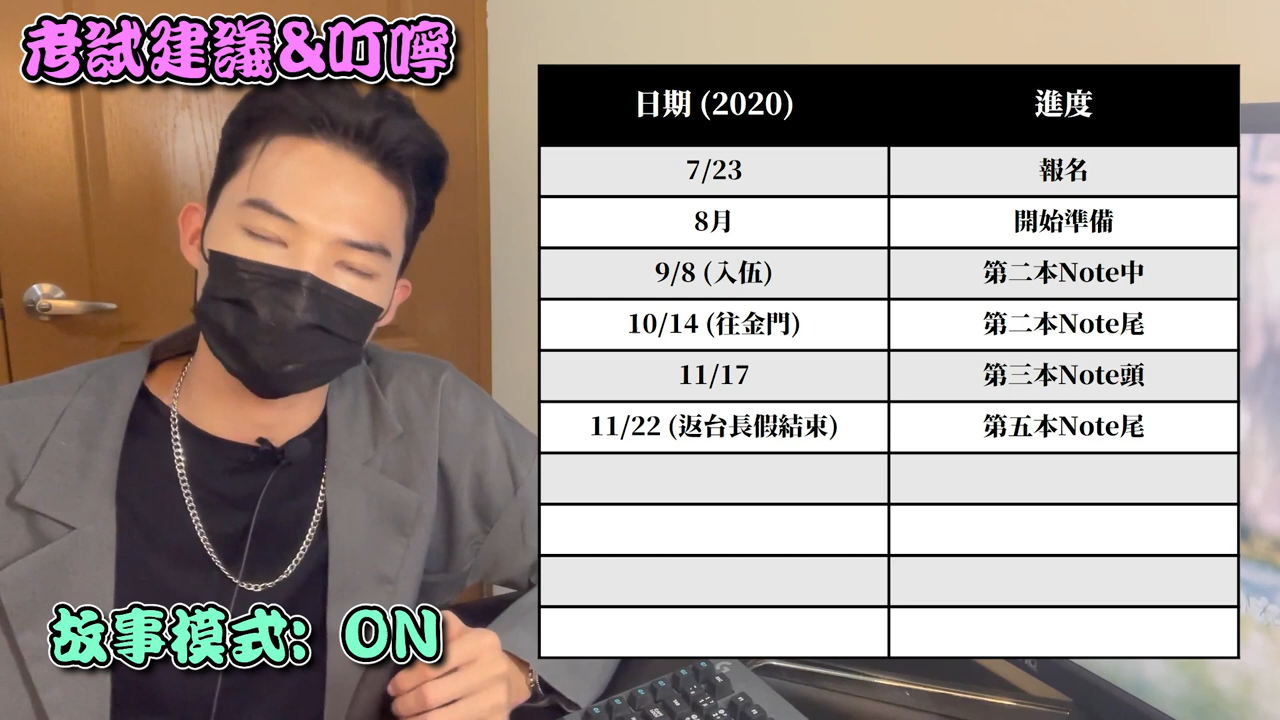 考試建議&叮嚀
日期 (2020) 進度
7/23 報名
8月 開始準備
9/8 (入伍) 第二本Note中
10/14 (往金門) 第二本Note尾
11/17 第三本Note頭
11/22 (返台長假結束) 第五本Note尾
故事模式: ON